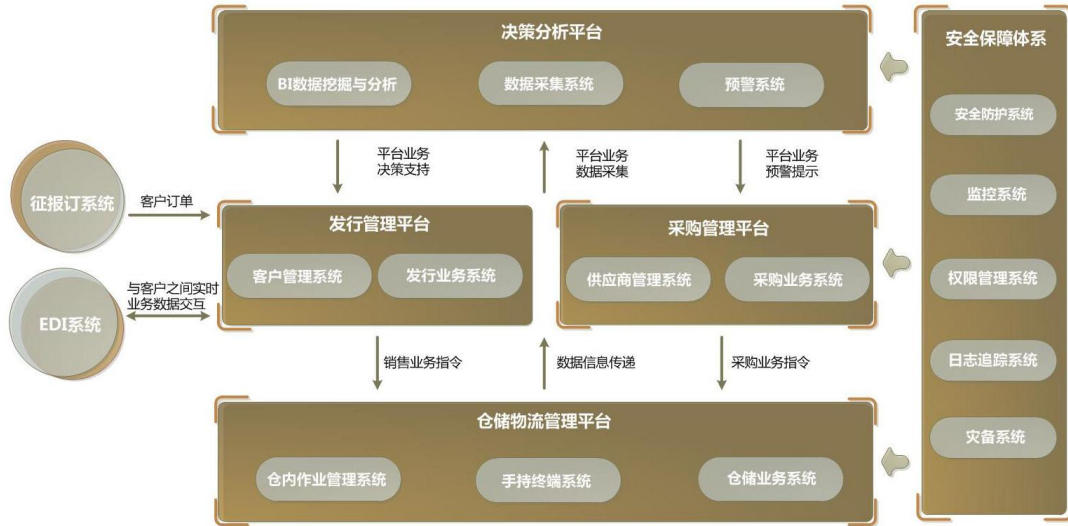 决策分析平台
BI数据挖掘与分析
数据采集系统
预警系统
平台业务
决策支持
平台业务
数据采集
平台业务
预警提示
征报订系统
客户订单
EDI系统
与客户之间实时
业务数据交互
发行管理平台
客户管理系统
发行业务系统
采购管理平台
供应商管理系统
采购业务系统
销售业务指令
数据信息传递
采购业务指令
仓储物流管理平台
仓内作业管理系统
手持终端系统
仓储业务系统
安全保障体系
安全防护系统
监控系统
权限管理系统
日志追踪系统
灾备系统